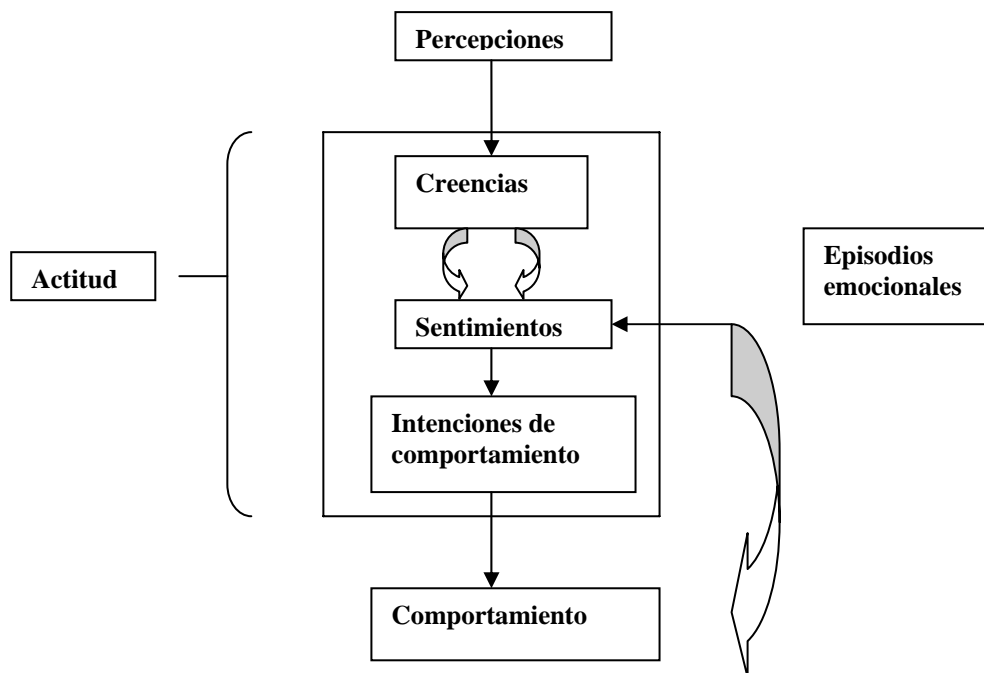 Percepciones
Creencias
Actitud
Episodios
emocionales
Sentimientos
Intenciones de
comportamiento
Comportamiento